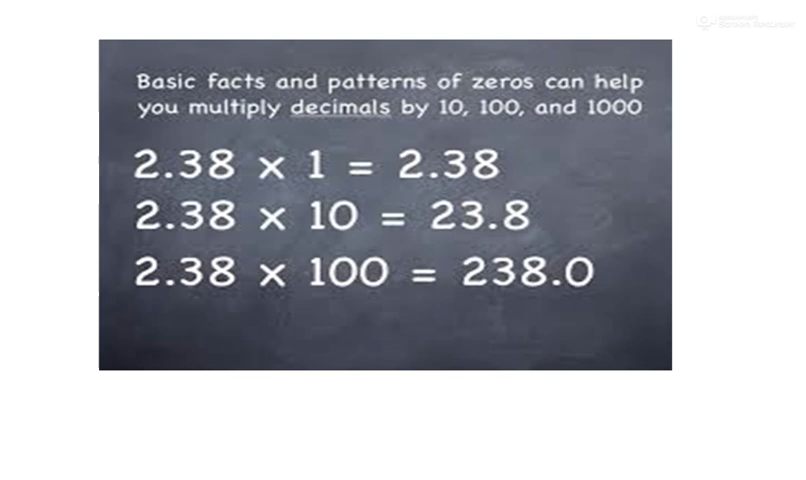 Basic facts and patterns of zeros can help
you multiply decimals by 10, 100, and 1000
2.38 x 1 = 2.38
2.38 x 10 = 23.8
2.38 x 100 = 238.0